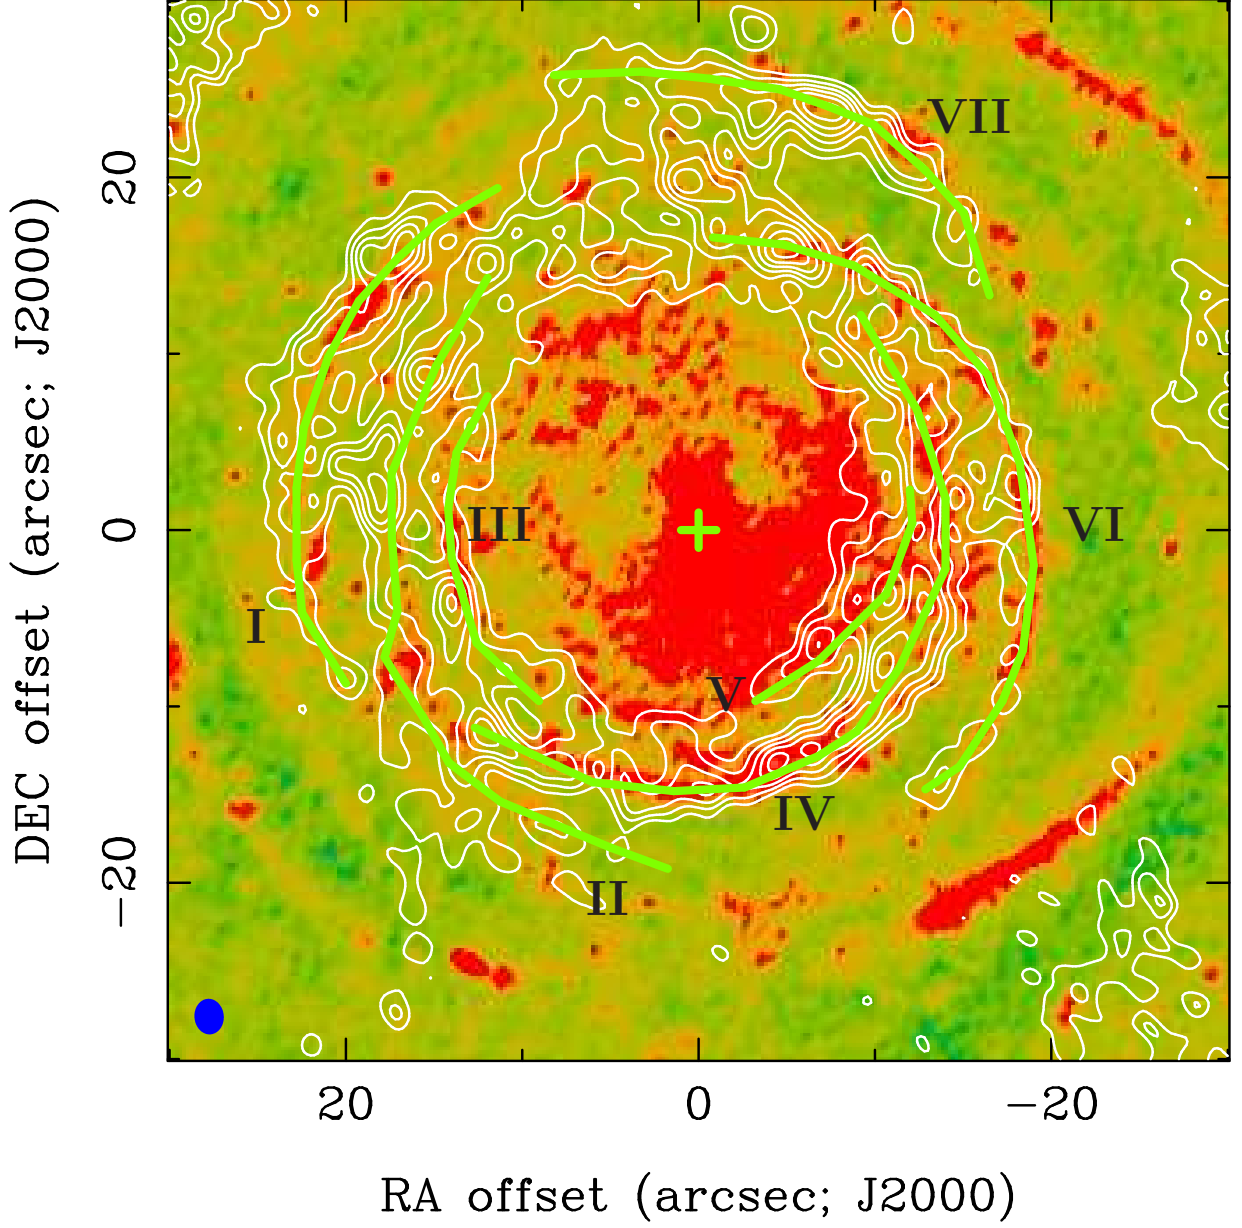 VII
20
DEC offset (arcsec; J2000)
0
III
VI
I
V
IV
−20
II
20
0
−20
RA offset (arcsec; J2000)